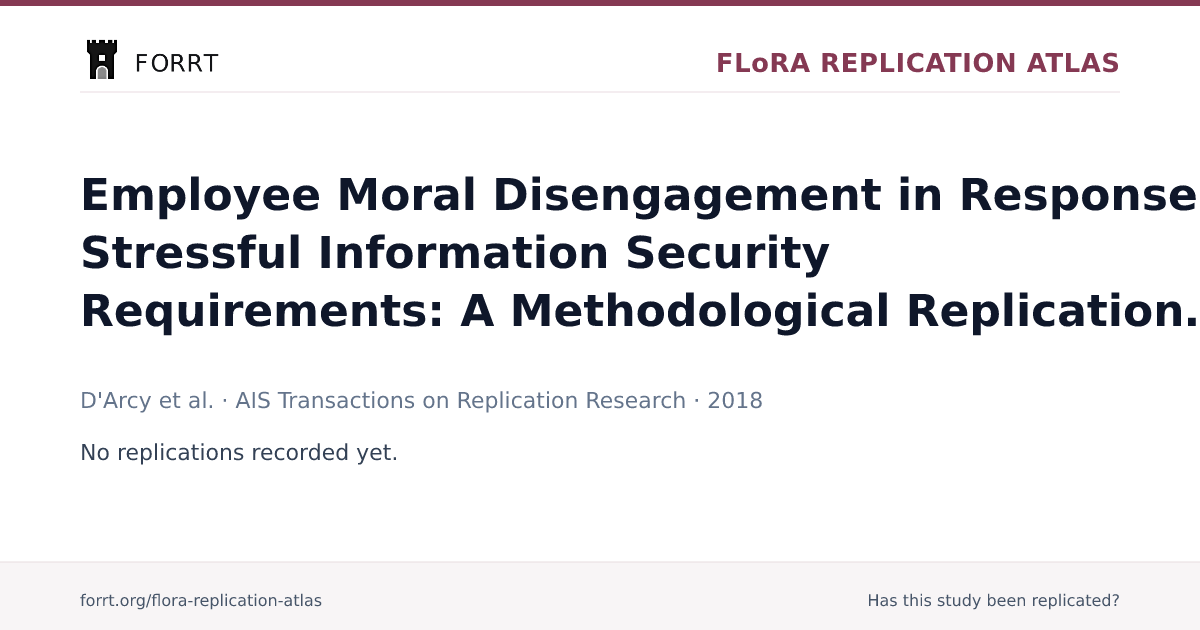 FORRT
FLoRA REPLICATION ATLAS
Employee Moral Disengagement in Response
Stressful Information Security
Requirements: A Methodological Replication.
D'Arcy et al. · AIS Transactions on Replication Research · 2018
No replications recorded yet.
forrt.org/flora-replication-atlas
Has this study been replicated?